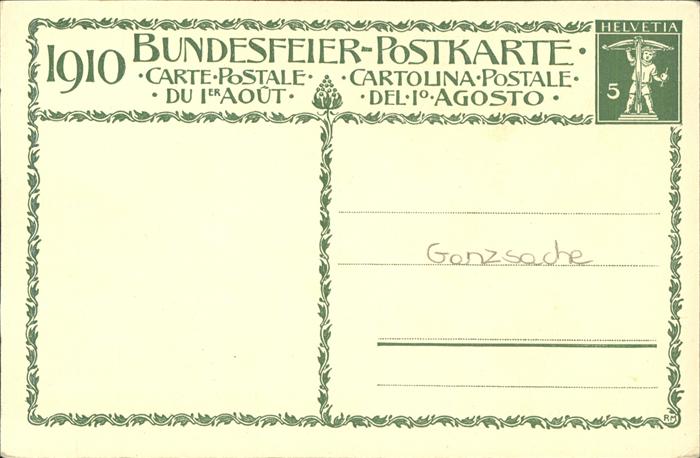 1910 BUNDESFEIER-POSTKARTE·
·CARTE·POSTALE· ·CARTOLINA·POSTALE·
·DU 1ER AOÛT· ·DEL·1º·AGOSTO·
HELVETIA
5
Ganzsache
RM